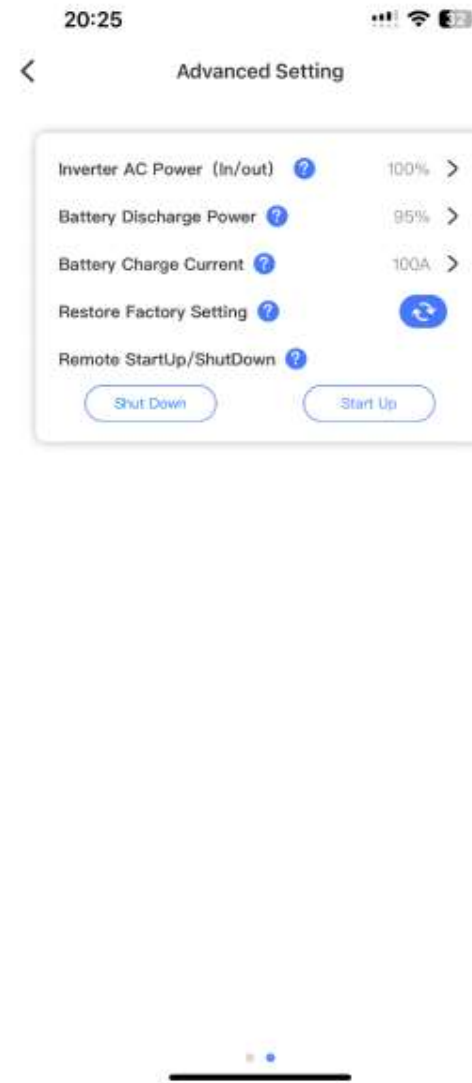 20:25
32
Advanced Setting
Inverter AC Power (In/out) ? 100%
Battery Discharge Power ? 95%
Battery Charge Current ? 100A
Restore Factory Setting ?
Remote StartUp/ShutDown ?
Shut Down Start Up